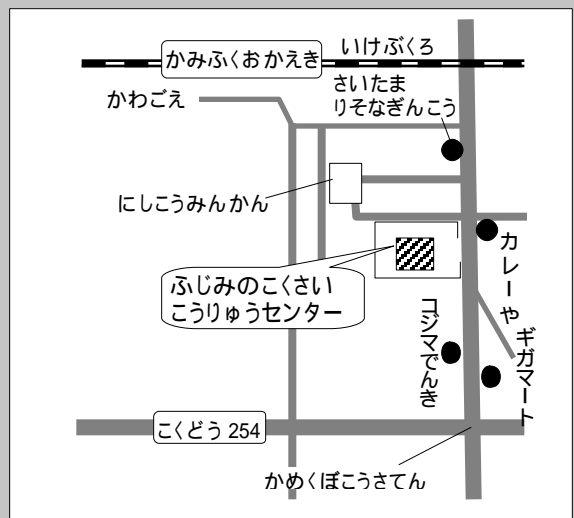 いけぶくろ
かみふくおかえき
かわごえ
さいたま
りそなぎんこう
にしこうみんかん
カレーや
ふじみのこくさい
こうりゅうセンター
コジマでんき
ギガマート
こくどう254
かめくぼこうさてん